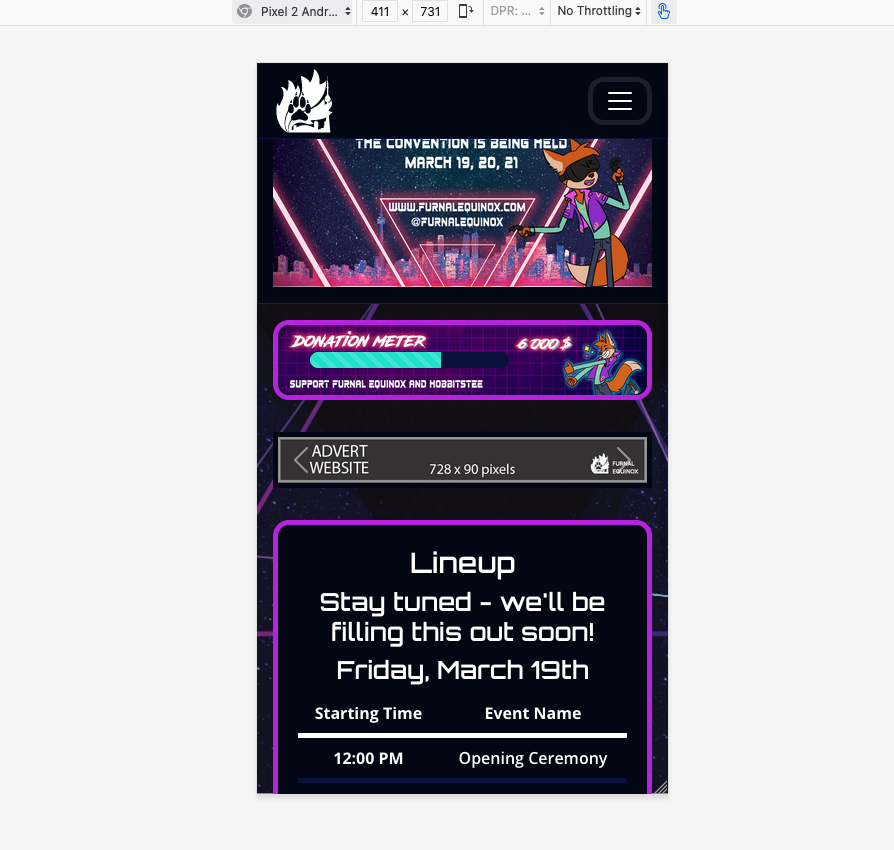 Pixel 2 Andr... 411 × 731 DPR: ... No Throttling
THE CONVENTION IS BEING HELD
MARCH 19, 20, 21
WWW.FURNALEQUINOX.COM
@FURNALEQUINOX
DONATION METER 6 000 $
SUPPORT FURNAL EQUINOX AND HOBBITSTEE
ADVERT
WEBSITE
728 x 90 pixels
FURNAL
EQUINOX
Lineup
Stay tuned - we'll be
filling this out soon!
Friday, March 19th
Starting Time Event Name
12:00 PM Opening Ceremony